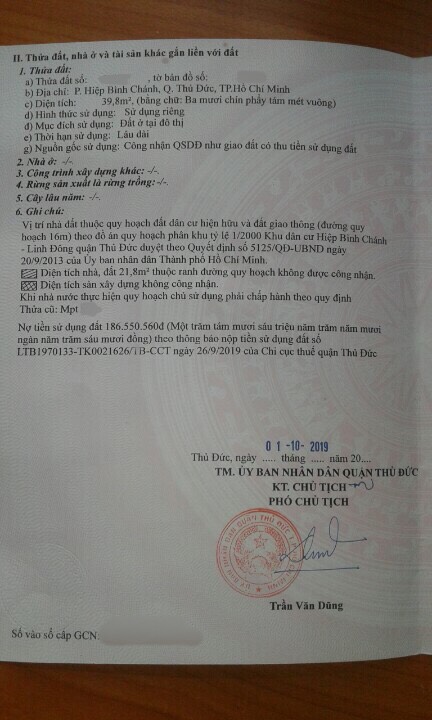 II. Thửa đất, nhà ở và tài sản khác gắn liền với đất
1. Thửa đất:
a) Thửa đất số: , tờ bản đồ số:
b) Địa chỉ: P. Hiệp Bình Chánh, Q. Thủ Đức, TP.Hồ Chí Minh
c) Diện tích: 39,8m². (bằng chữ: Ba mươi chín phẩy tám mét vuông)
d) Hình thức sử dụng: Sử dụng riêng
đ) Mục đích sử dụng: Đất ở tại đô thị
e) Thời hạn sử dụng: Lâu dài
g) Nguồn gốc sử dụng: Công nhận QSDĐ như giao đất có thu tiền sử dụng đất
2. Nhà ở: -/-.
3. Công trình xây dựng khác: -/-
4. Rừng sản xuất là rừng trồng: -/-.
5. Cây lâu năm: -/-.
6. Ghi chú:
Vị trí nhà đất thuộc quy hoạch đất dân cư hiện hữu và đất giao thông (đường quy
hoạch 16m) theo đồ án quy hoạch phân khu tỷ lệ 1/2000 Khu dân cư Hiệp Bình Chánh
- Linh Đông quận Thủ Đức duyệt theo Quyết định số 5125/QĐ-UBND ngày
20/9/2013 của Ủy ban nhân dân Thành phố Hồ Chí Minh.
Diện tích nhà, đất 21,8m² thuộc ranh đường quy hoạch không được công nhận.
Diện tích sàn xây dựng không công nhận.
Khi nhà nước thực hiện quy hoạch chủ sử dụng phải chấp hành theo quy định
Thửa cũ: Mpt
Nợ tiền sử dụng đất 186.550.560đ (Một trăm tám mươi sáu triệu năm trăm năm mươi
ngàn năm trăm sáu mươi đồng) theo thông báo nộp tiền sử dụng đất số
LTB1970133-TK0021626/TB-CCT ngày 26/9/2019 của Chi cục thuế quận Thủ Đức
01-10-2019
Thủ Đức, ngày ..... tháng ..... năm 20....
TM. ỦY BAN NHÂN DÂN QUẬN THỦ ĐỨC
KT. CHỦ TỊCH
PHÓ CHỦ TỊCH
Trần Văn Dũng
Số vào sổ cấp GCN: